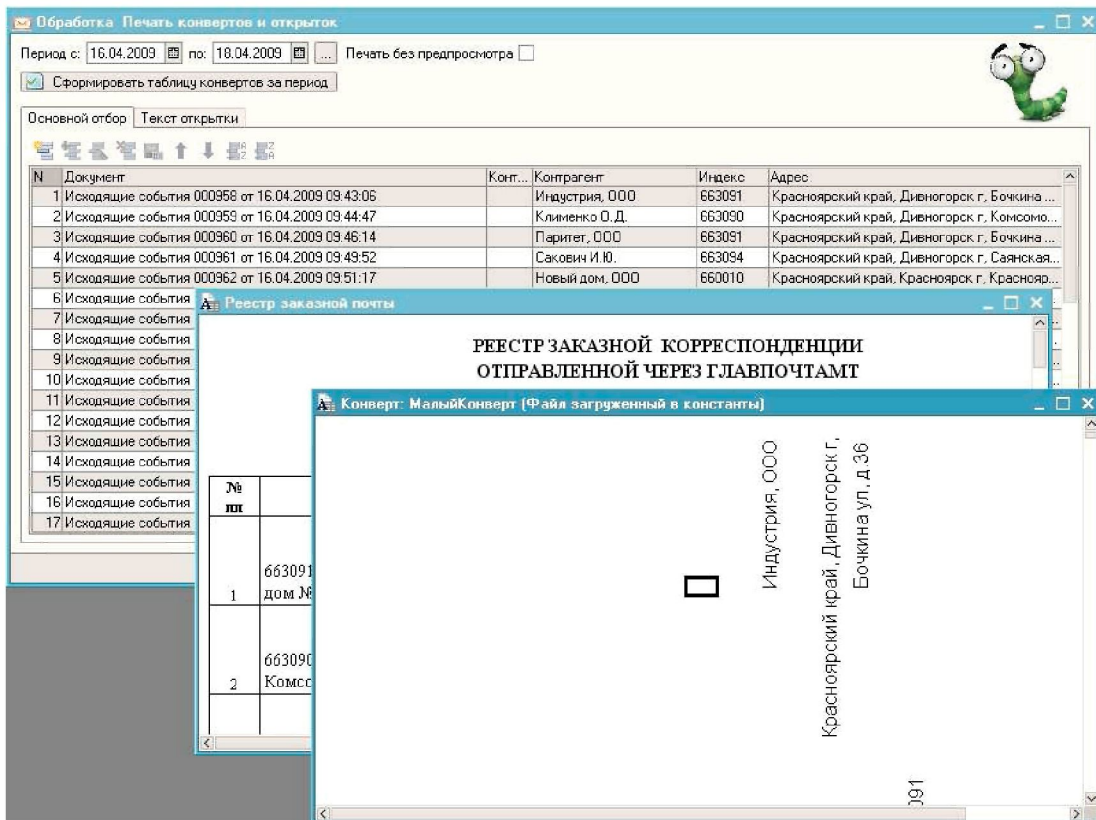 Обработка Печать конвертов и открыток
Период с: 16.04.2009 по: 18.04.2009 ... Печать без предпросмотра
Сформировать таблицу конвертов за период
Основной отбор Текст открытки
N Документ Конт... Контрагент Индекс Адрес
1 Исходящие события 000958 от 16.04.2009 09:43:06 Индустрия, ООО 663091 Красноярский край, Дивногорск г, Бочкина ...
2 Исходящие события 000959 от 16.04.2009 09:44:47 Клименко О.Д. 663090 Красноярский край, Дивногорск г, Комсомо...
3 Исходящие события 000960 от 16.04.2009 09:46:14 Паритет, ООО 663091 Красноярский край, Дивногорск г, Бочкина ...
4 Исходящие события 000961 от 16.04.2009 09:49:52 Сакович И.Ю. 663094 Красноярский край, Дивногорск г, Саянская...
5 Исходящие события 000962 от 16.04.2009 09:51:17 Новый дом, ООО 660010 Красноярский край, Красноярск г, Краснояр...
6 Исходящие события
7 Исходящие события
8 Исходящие события
9 Исходящие события
10 Исходящие события
11 Исходящие события
12 Исходящие события
13 Исходящие события
14 Исходящие события
15 Исходящие события
16 Исходящие события
17 Исходящие события
Реестр заказной почты
РЕЕСТР ЗАКАЗНОЙ КОРРЕСПОНДЕНЦИИ
ОТПРАВЛЕННОЙ ЧЕРЕЗ ГЛАВПОЧТАМТ
№
пп
663091
1 дом №
663090
2 Комсо
Конверт: МалыйКонверт (Файл загруженный в константы)
Индустрия, ООО
Красноярский край, Дивногорск г,
Бочкина ул, д.36
091